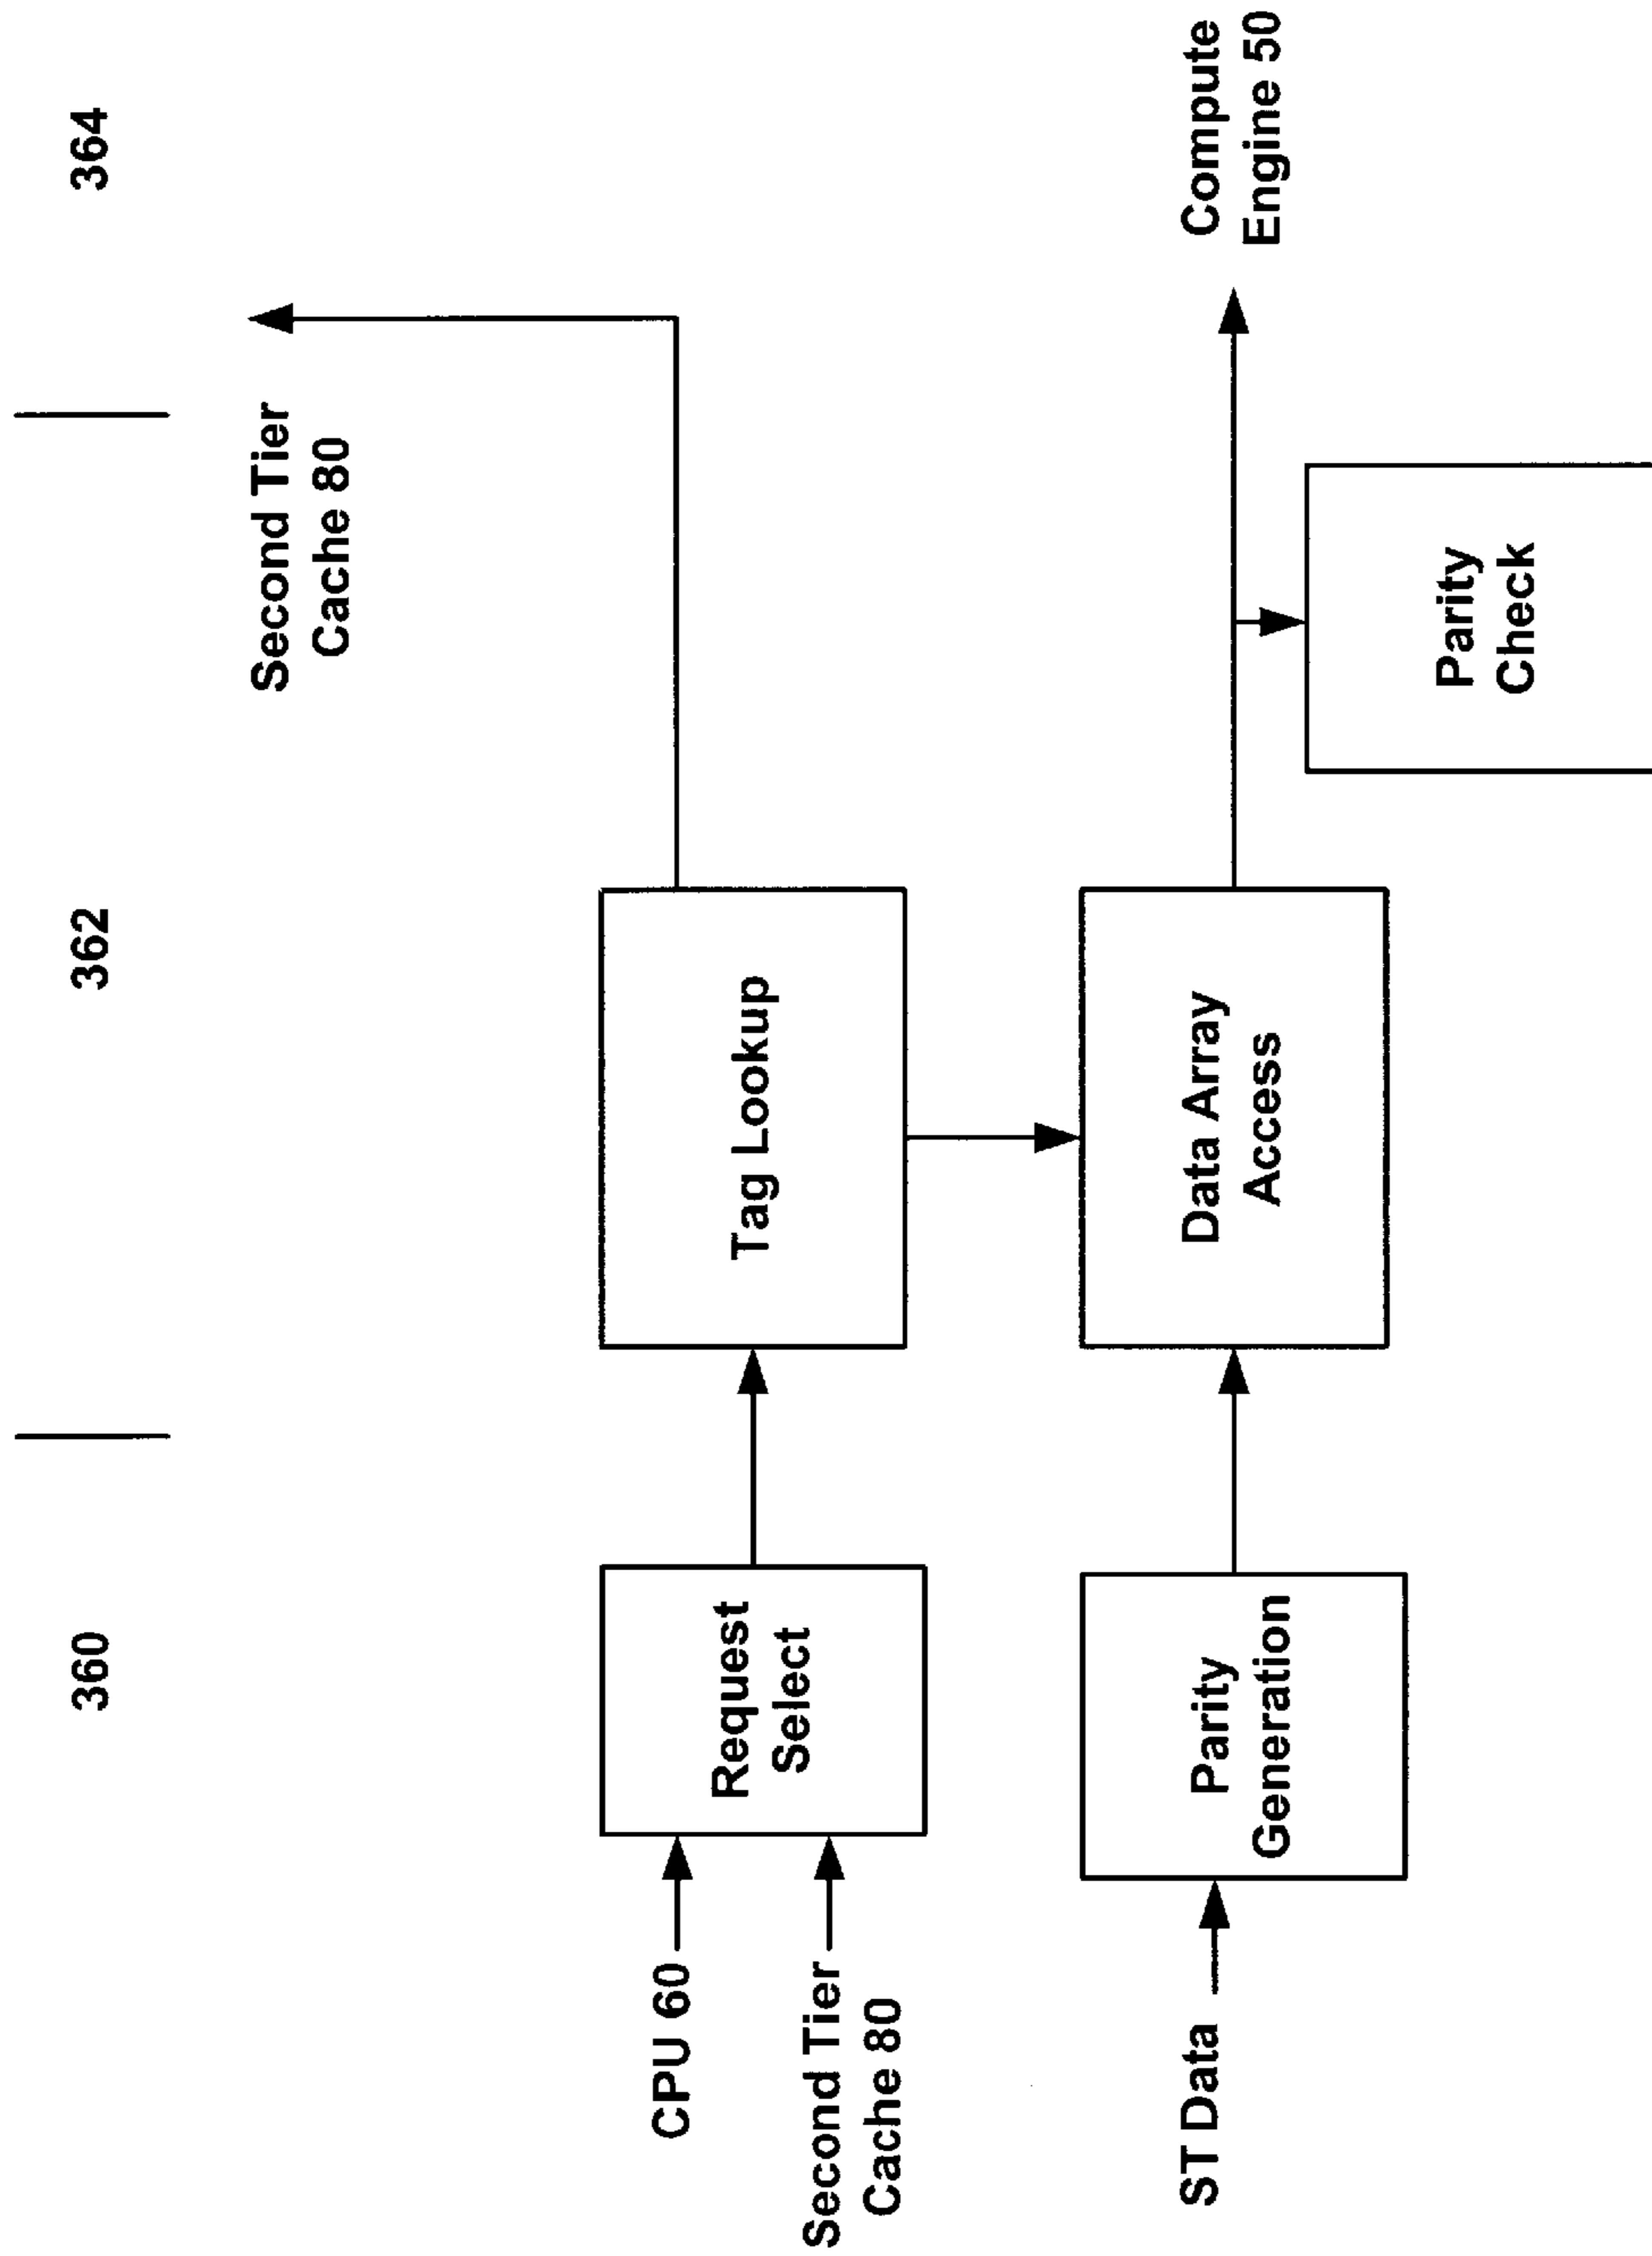 360
362
364
Second Tier
Cache 80
CPU 60
Second Tier
Cache 80
Request
Select
Tag Lookup
ST Data
Parity
Generation
Data Array
Access
Compute
Engine 50
Parity
Check